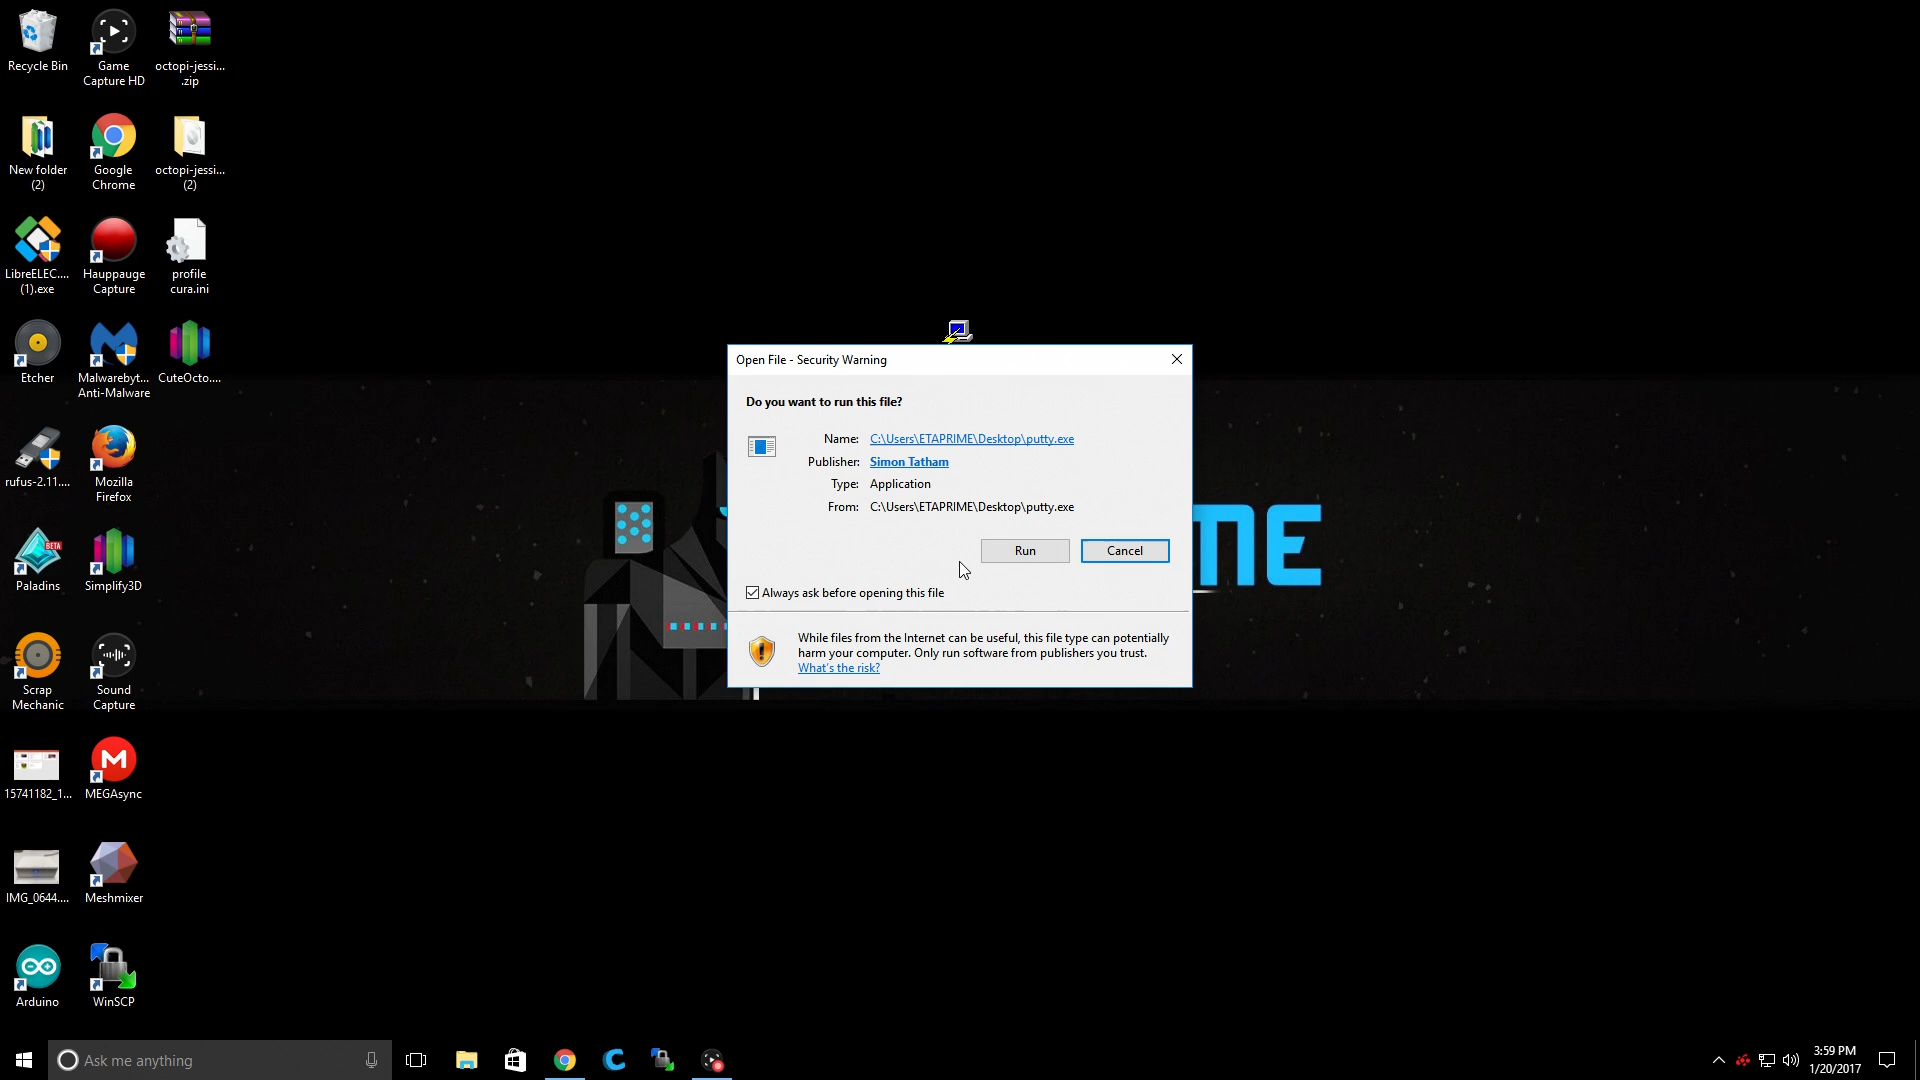 Recycle Bin
Game
Capture HD
octopi-jessi...
.zip
New folder
(2)
Google
Chrome
octopi-jessi...
(2)
LibreELEC....
(1).exe
Hauppauge
Capture
profile
cura.ini
Etcher
Malwarebyt...
Anti-Malware
CuteOcto....
rufus-2.11....
Mozilla
Firefox
BETA
Paladins
Simplify3D
Scrap
Mechanic
Sound
Capture
15741182_1...
M
MEGAsync
IMG_0644....
Meshmixer
Arduino
WinSCP
Open File - Security Warning
Do you want to run this file?
Name: C:\Users\ETAPRIME\Desktop\putty.exe
Publisher: Simon Tatham
Type: Application
From: C:\Users\ETAPRIME\Desktop\putty.exe
Run
Cancel
Always ask before opening this file
While files from the Internet can be useful, this file type can potentially
harm your computer. Only run software from publishers you trust.
What's the risk?
ME
Ask me anything
3:59 PM
1/20/2017